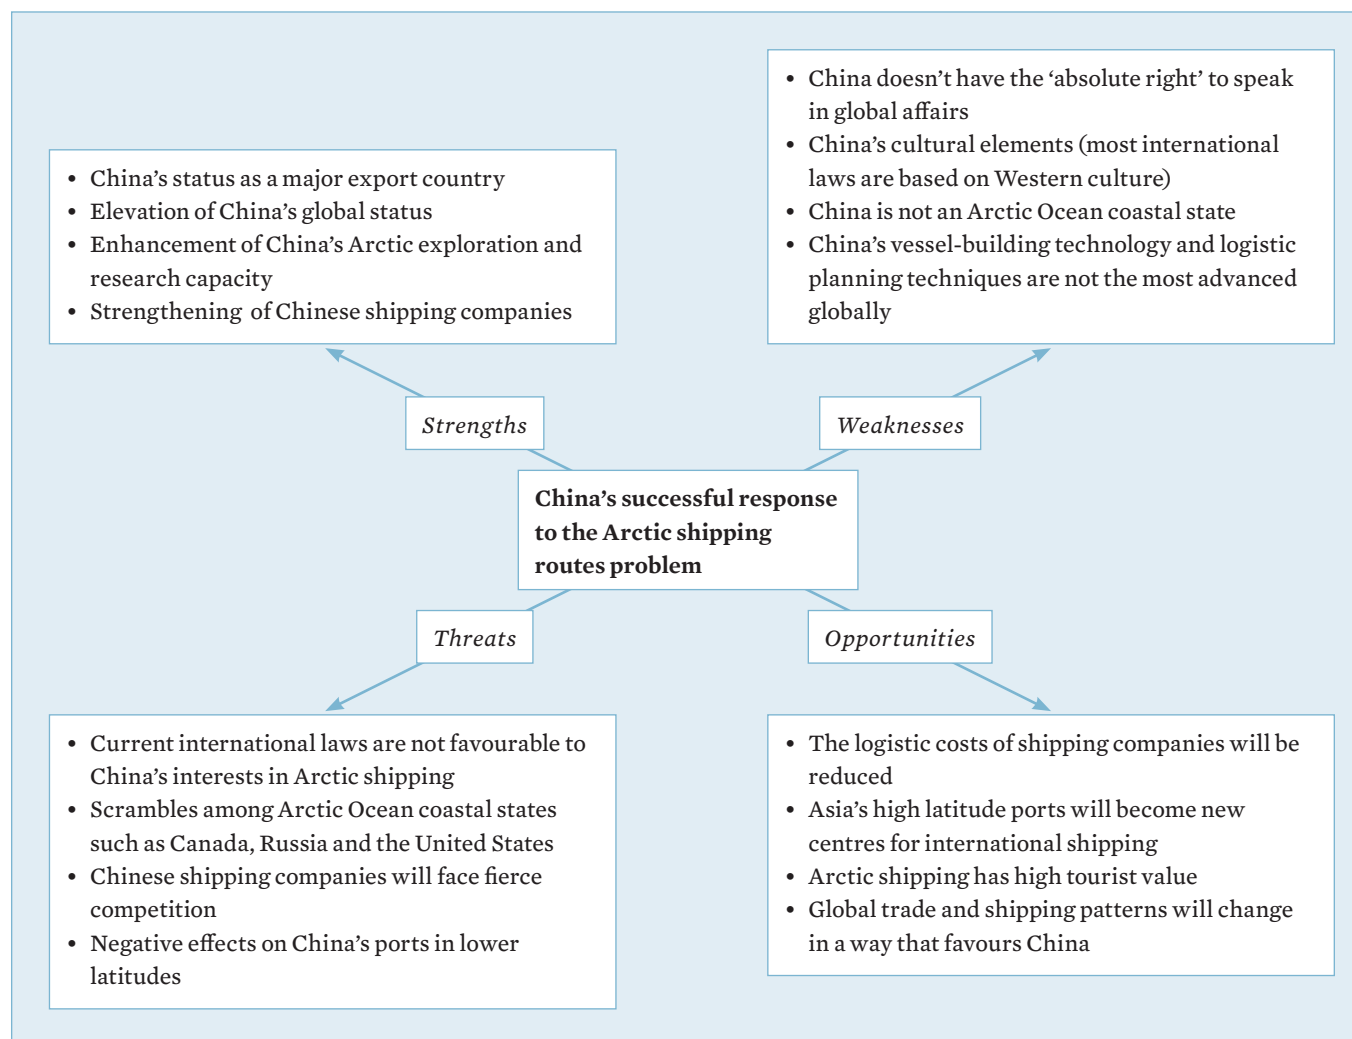 • China’s status as a major export country
• Elevation of China’s global status
• Enhancement of China’s Arctic exploration and
research capacity
• Strengthening of Chinese shipping companies
• China doesn’t have the ‘absolute right’ to speak
in global affairs
• China’s cultural elements (most international
laws are based on Western culture)
• China is not an Arctic Ocean coastal state
• China’s vessel-building technology and logistic
planning techniques are not the most advanced
globally
Strengths
Weaknesses
China’s successful response
to the Arctic shipping
routes problem
Threats
Opportunities
• Current international laws are not favourable to
China’s interests in Arctic shipping
• Scrambles among Arctic Ocean coastal states
such as Canada, Russia and the United States
• Chinese shipping companies will face fierce
competition
• Negative effects on China’s ports in lower
latitudes
• The logistic costs of shipping companies will be
reduced
• Asia’s high latitude ports will become new
centres for international shipping
• Arctic shipping has high tourist value
• Global trade and shipping patterns will change
in a way that favours China